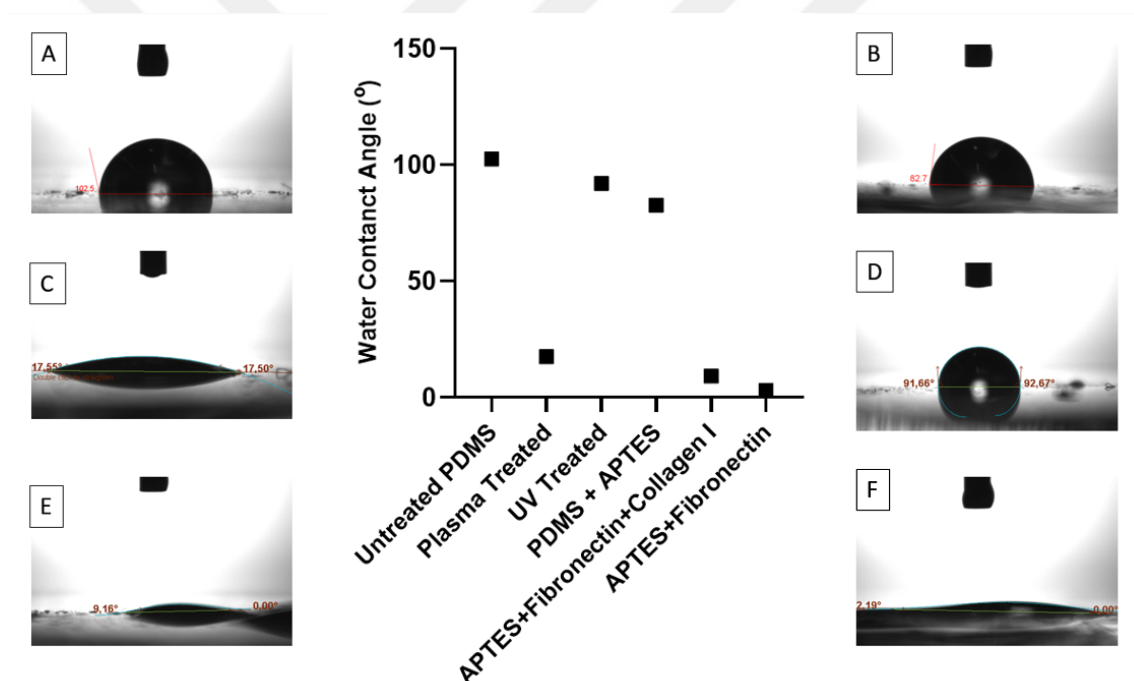 A
102.5
B
82.7
C
17,55°
17,50°
D
91,66°
92,67°
E
9,16°
0,00°
F
2,19°
0,00°
Water Contanct Angle (⁰)
150
100
50
0
Untreated PDMS
Plasma Treated
UV Treated
PDMS + APTES
APTES+Fibronectin+Collagen I
APTES+Fibronectin